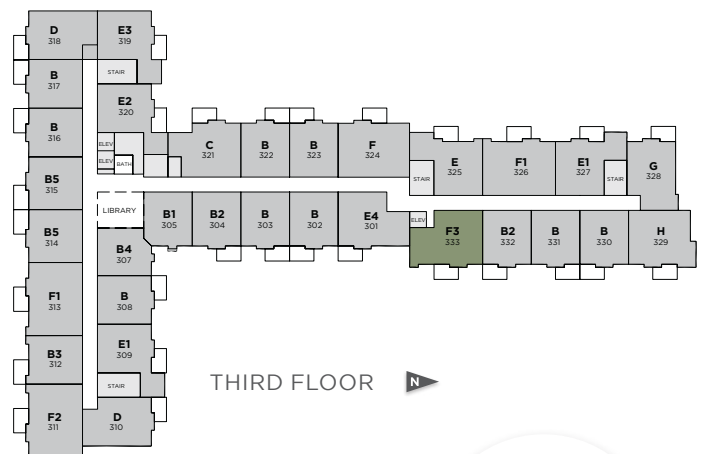 D
318
E3
319
STAIR
B
317
E2
320
B
316
ELEV
ELEV
BATH
C
321
B
322
B
323
F
324
E
325
F1
326
E1
327
G
328
STAIR
STAIR
B5
315
LIBRARY
B1
305
B2
304
B
303
B
302
E4
301
ELEV
F3
333
B2
332
B
331
B
330
H
329
B5
314
B4
307
F1
313
B
308
B3
312
E1
309
STAIR
F2
311
D
310
THIRD FLOOR
N